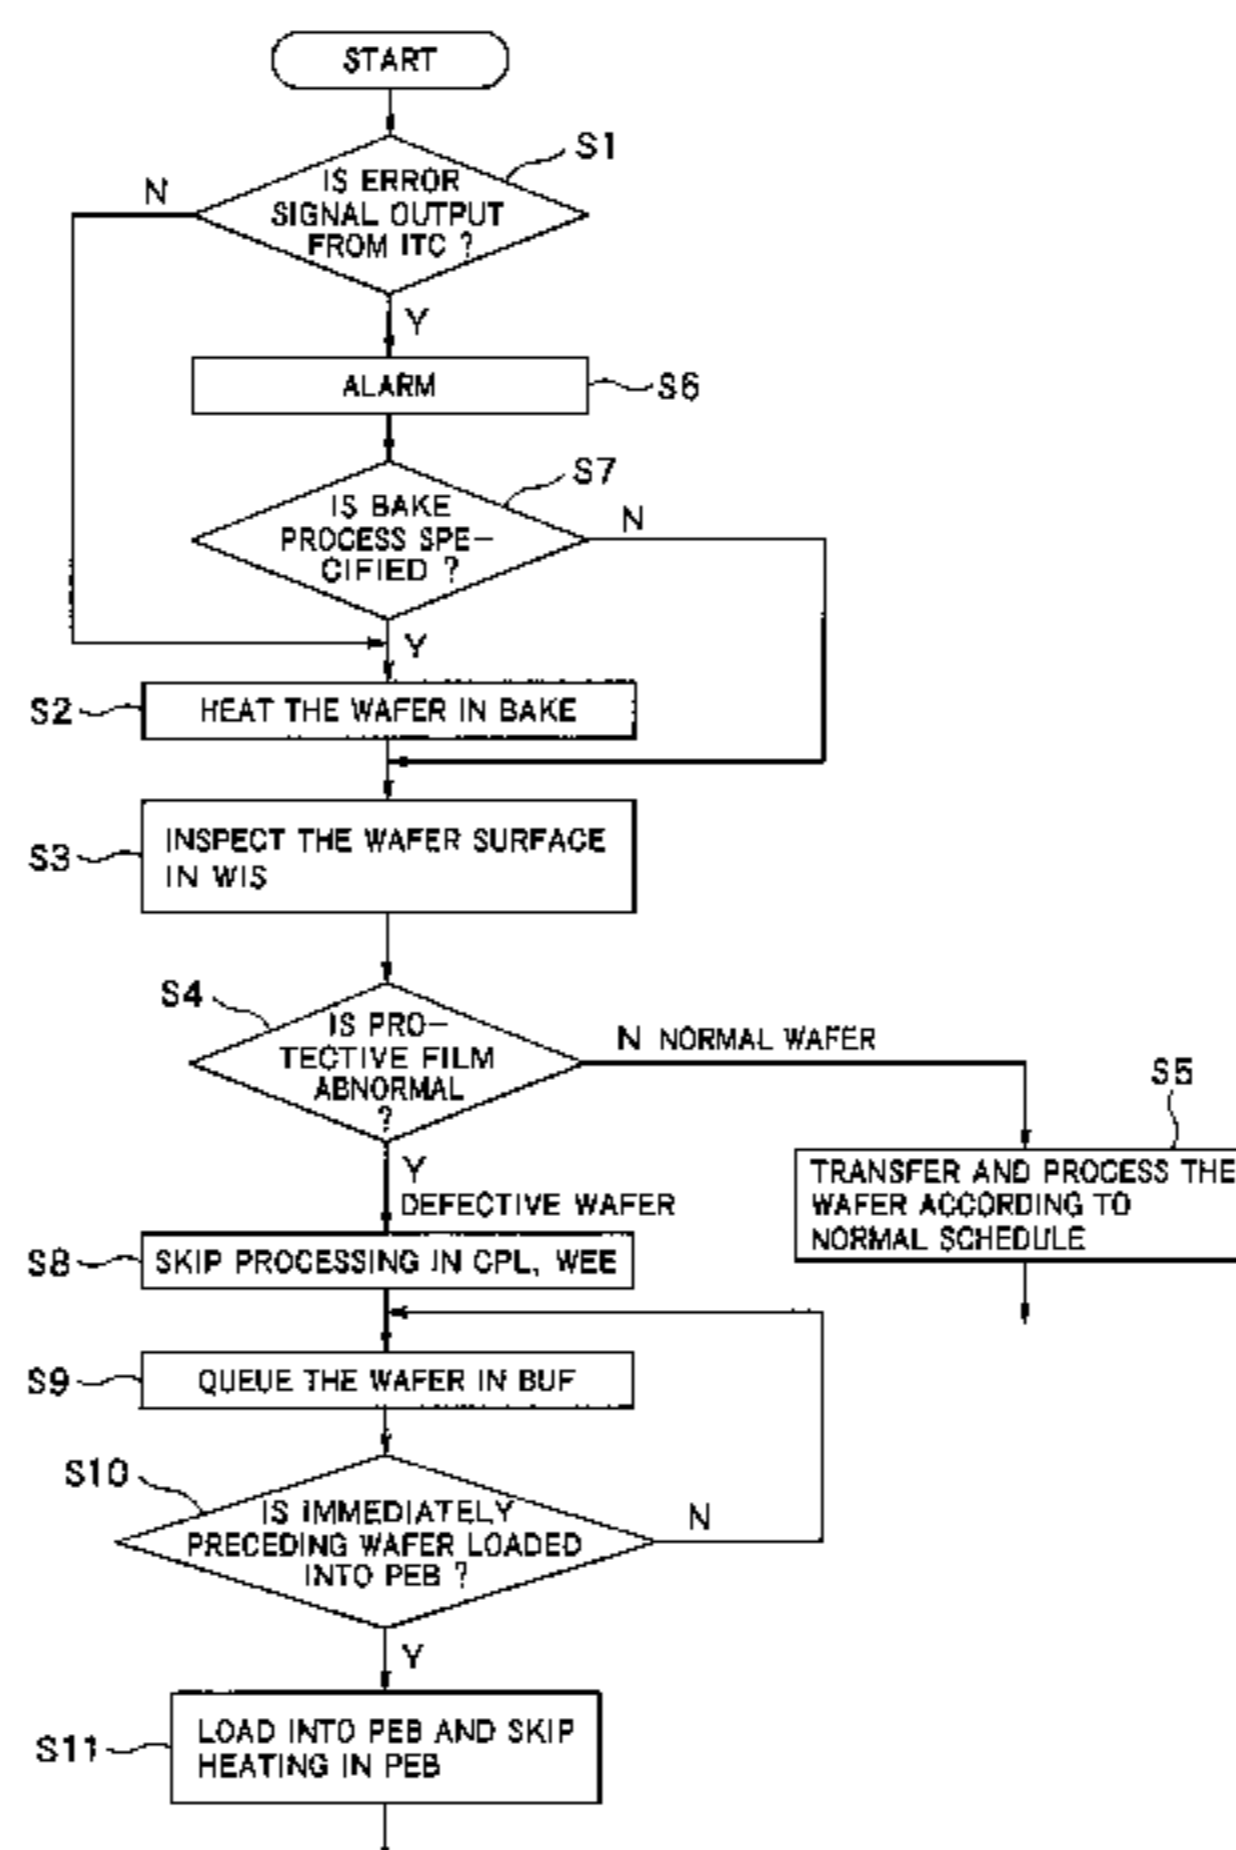 START
S1
N
IS ERROR
SIGNAL OUTPUT
FROM ITC ?
Y
ALARM
S6
S7
IS BAKE
PROCESS SPE-
CIFIED ?
N
Y
S2
HEAT THE WAFER IN BAKE
S3
INSPECT THE WAFER SURFACE
IN WIS
S4
IS PRO-
TECTIVE FILM
ABNORMAL
?
N NORMAL WAFER
S5
TRANSFER AND PROCESS THE
WAFER ACCORDING TO
NORMAL SCHEDULE
Y
DEFECTIVE WAFER
S8
SKIP PROCESSING IN CPL, WEE
S9
QUEUE THE WAFER IN BUF
S10
IS IMMEDIATELY
PRECEDING WAFER LOADED
INTO PEB ?
N
Y
S11
LOAD INTO PEB AND SKIP
HEATING IN PEB